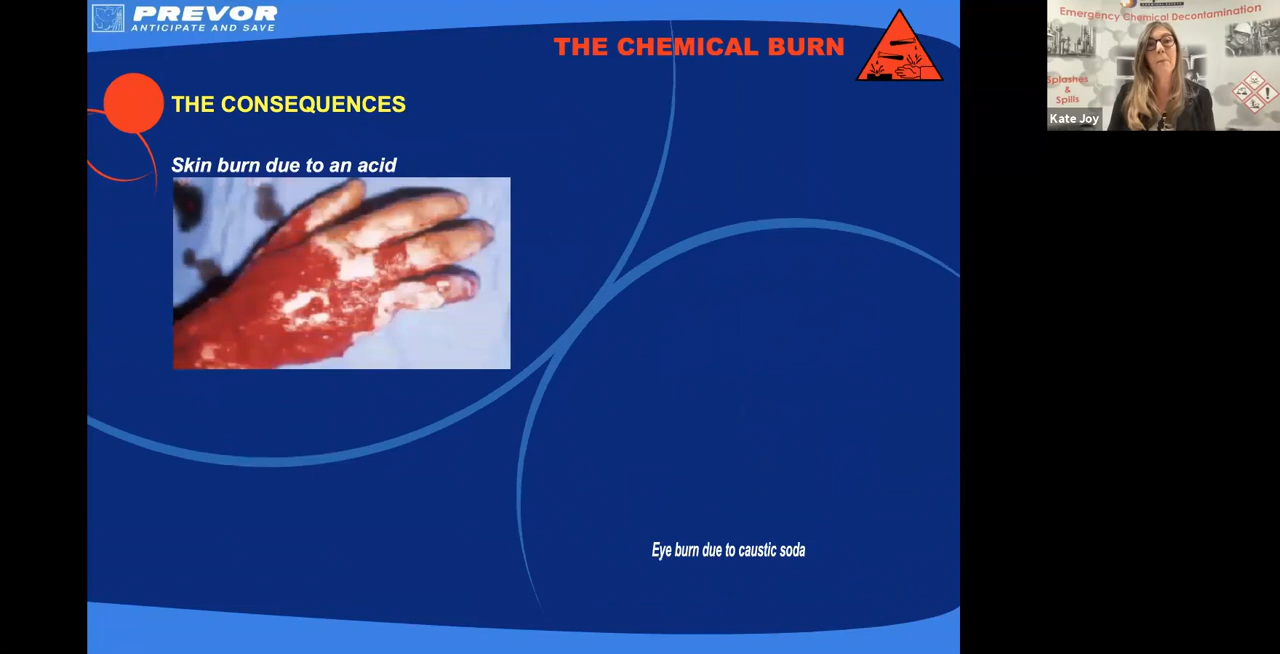 PREVOR
ANTICIPATE AND SAVE
THE CHEMICAL BURN
THE CONSEQUENCES
Skin burn due to an acid
Eye burn due to caustic soda
Emergency Chemical Decontamination
Splashes
&
Spills
Kate Joy